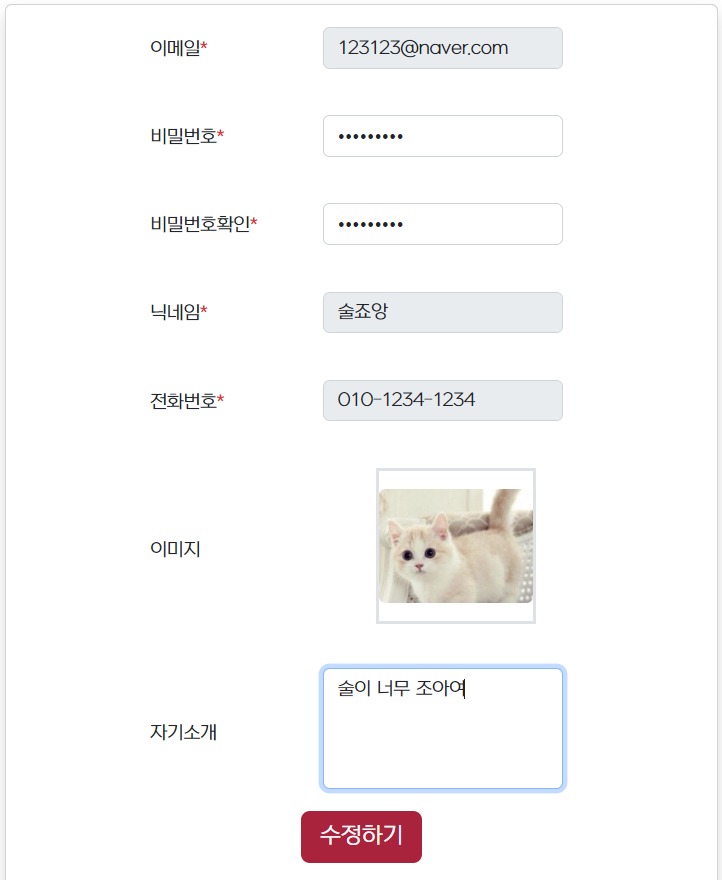 이메일*
123123@naver.com
비밀번호*
•••••••••
비밀번호확인*
•••••••••
닉네임*
술죠앙
전화번호*
010-1234-1234
이미지
자기소개
술이 너무 조아여
수정하기